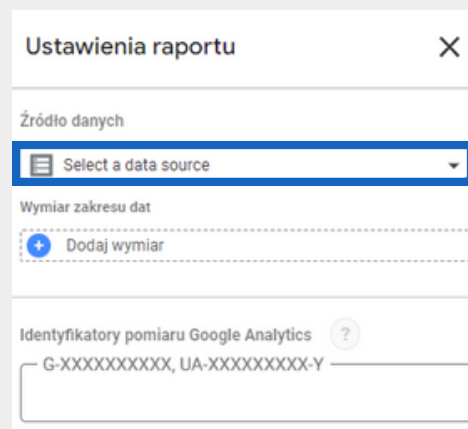 Ustawienia raportu
Źródło danych
Select a data source
Wymiar zakresu dat
Dodaj wymiar
Identyfikatory pomiaru Google Analytics ?
G-XXXXXXXXXX, UA-XXXXXXXXX-Y